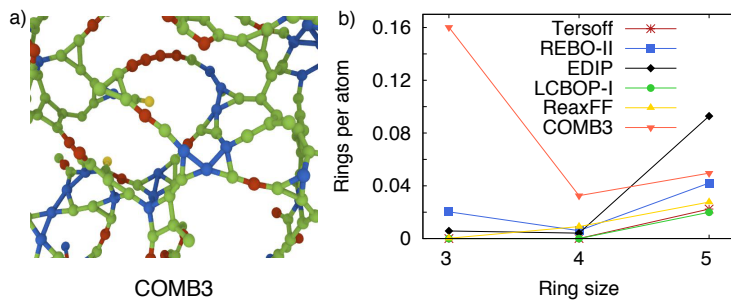 a)
COMB3
b)
Rings per atom
0.16
0.12
0.08
0.04
0
Tersoff
REBO-II
EDIP
LCBOP-I
ReaxFF
COMB3
3 4 5
Ring size